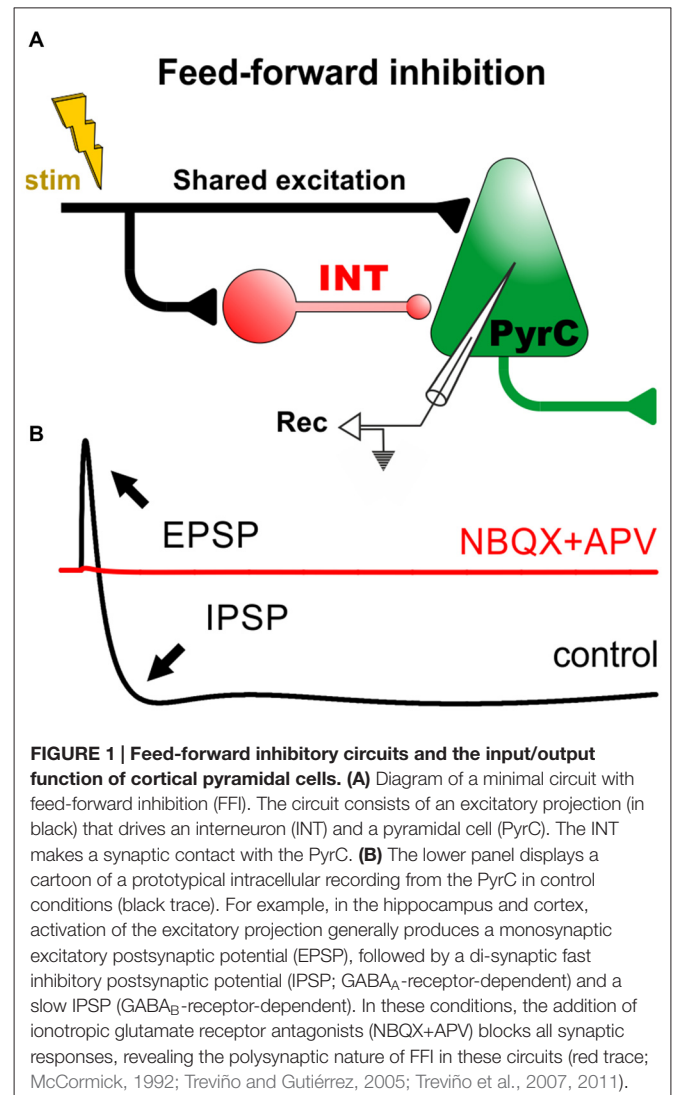 A
Feed-forward inhibition
stim
Shared excitation
INT
PyrC
Rec
B
EPSP
NBQX+APV
IPSP
control
FIGURE 1 | Feed-forward inhibitory circuits and the input/output
function of cortical pyramidal cells. (A) Diagram of a minimal circuit with
feed-forward inhibition (FFI). The circuit consists of an excitatory projection (in
black) that drives an interneuron (INT) and a pyramidal cell (PyrC). The INT
makes a synaptic contact with the PyrC. (B) The lower panel displays a
cartoon of a prototypical intracellular recording from the PyrC in control
conditions (black trace). For example, in the hippocampus and cortex,
activation of the excitatory projection generally produces a monosynaptic
excitatory postsynaptic potential (EPSP), followed by a di-synaptic fast
inhibitory postsynaptic potential (IPSP; GABAA-receptor-dependent) and a
slow IPSP (GABAB-receptor-dependent). In these conditions, the addition of
ionotropic glutamate receptor antagonists (NBQX+APV) blocks all synaptic
responses, revealing the polysynaptic nature of FFI in these circuits (red trace;
McCormick, 1992; Treviño and Gutiérrez, 2005; Treviño et al., 2007, 2011).